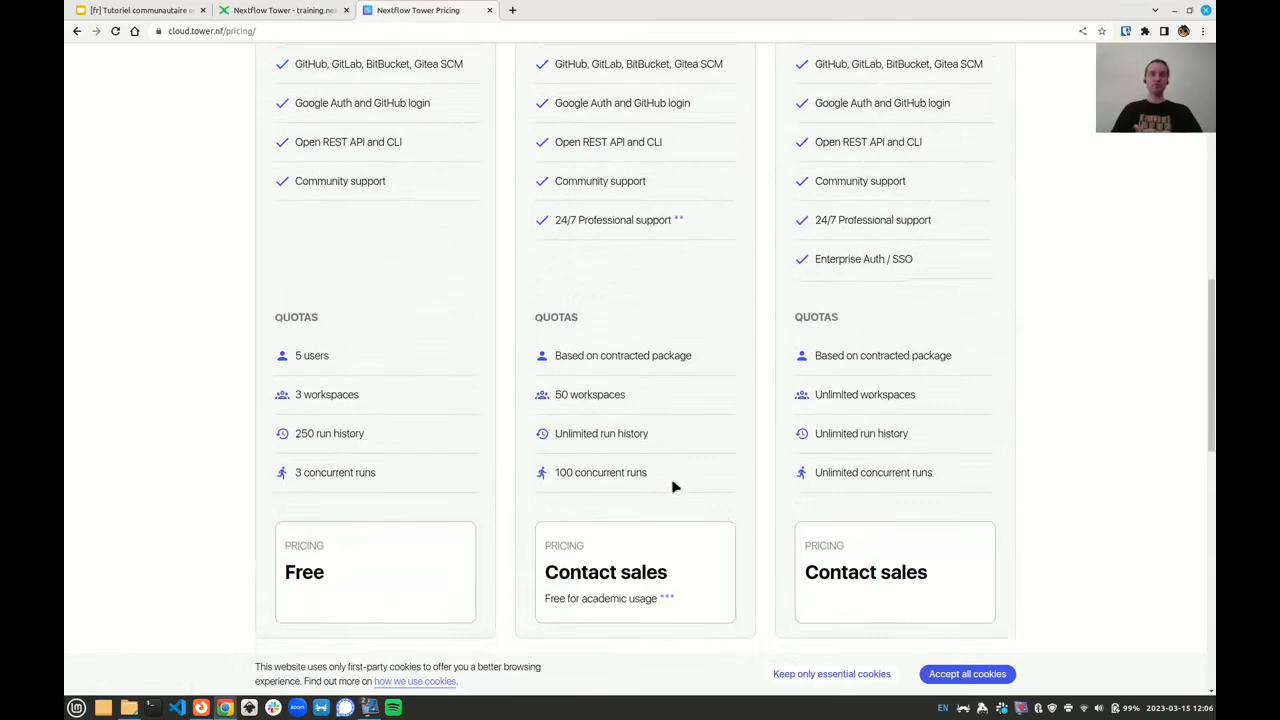 [fr] Tutoriel communautaire e
Nextflow Tower - training.ne
Nextflow Tower Pricing
cloud.tower.nf/pricing/
GitHub, GitLab, BitBucket, Gitea SCM
Google Auth and GitHub login
Open REST API and CLI
Community support
QUOTAS
5 users
3 workspaces
250 run history
3 concurrent runs
PRICING
Free
GitHub, GitLab, BitBucket, Gitea SCM
Google Auth and GitHub login
Open REST API and CLI
Community support
24/7 Professional support **
QUOTAS
Based on contracted package
50 workspaces
Unlimited run history
100 concurrent runs
PRICING
Contact sales
Free for academic usage ***
GitHub, GitLab, BitBucket, Gitea SCM
Google Auth and GitHub login
Open REST API and CLI
Community support
24/7 Professional support
Enterprise Auth / SSO
QUOTAS
Based on contracted package
Unlimited workspaces
Unlimited run history
Unlimited concurrent runs
PRICING
Contact sales
This website uses only first-party cookies to offer you a better browsing
experience. Find out more on how we use cookies.
Keep only essential cookies
Accept all cookies
zoom
EN
99%
2023-03-15 12:06